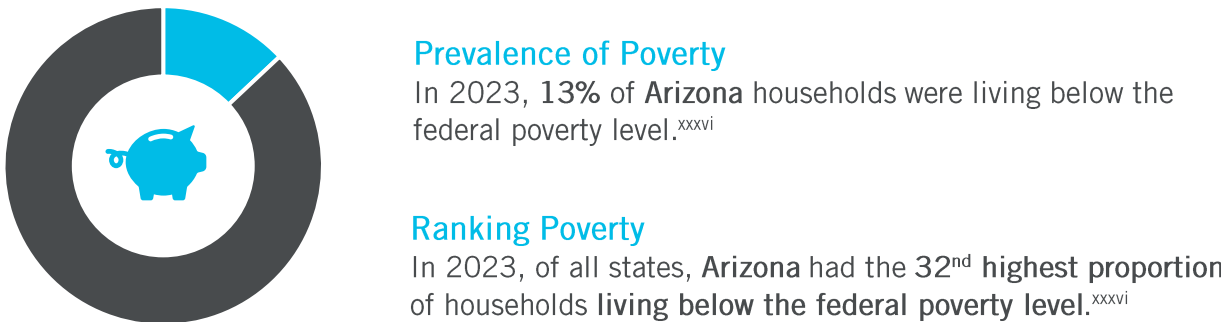 Prevalence of Poverty
In 2023, 13% of Arizona households were living below the
federal poverty level.xxxvi
Ranking Poverty
In 2023, of all states, Arizona had the 32nd highest proportion
of households living below the federal poverty level.xxxvi